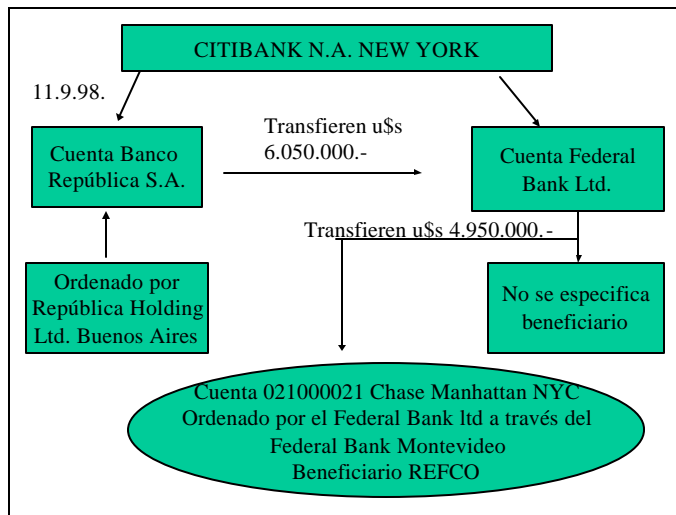 CITIBANK N.A. NEW YORK
11.9.98.
Transfieren u$s
6.050.000.-
Cuenta Banco
República S.A.
Cuenta Federal
Bank Ltd.
Transfieren u$s 4.950.000.-
Ordenado por
República Holding
Ltd. Buenos Aires
No se especifica
beneficiario
Cuenta 021000021 Chase Manhattan NYC
Ordenado por el Federal Bank ltd a través del
Federal Bank Montevideo
Beneficiario REFCO